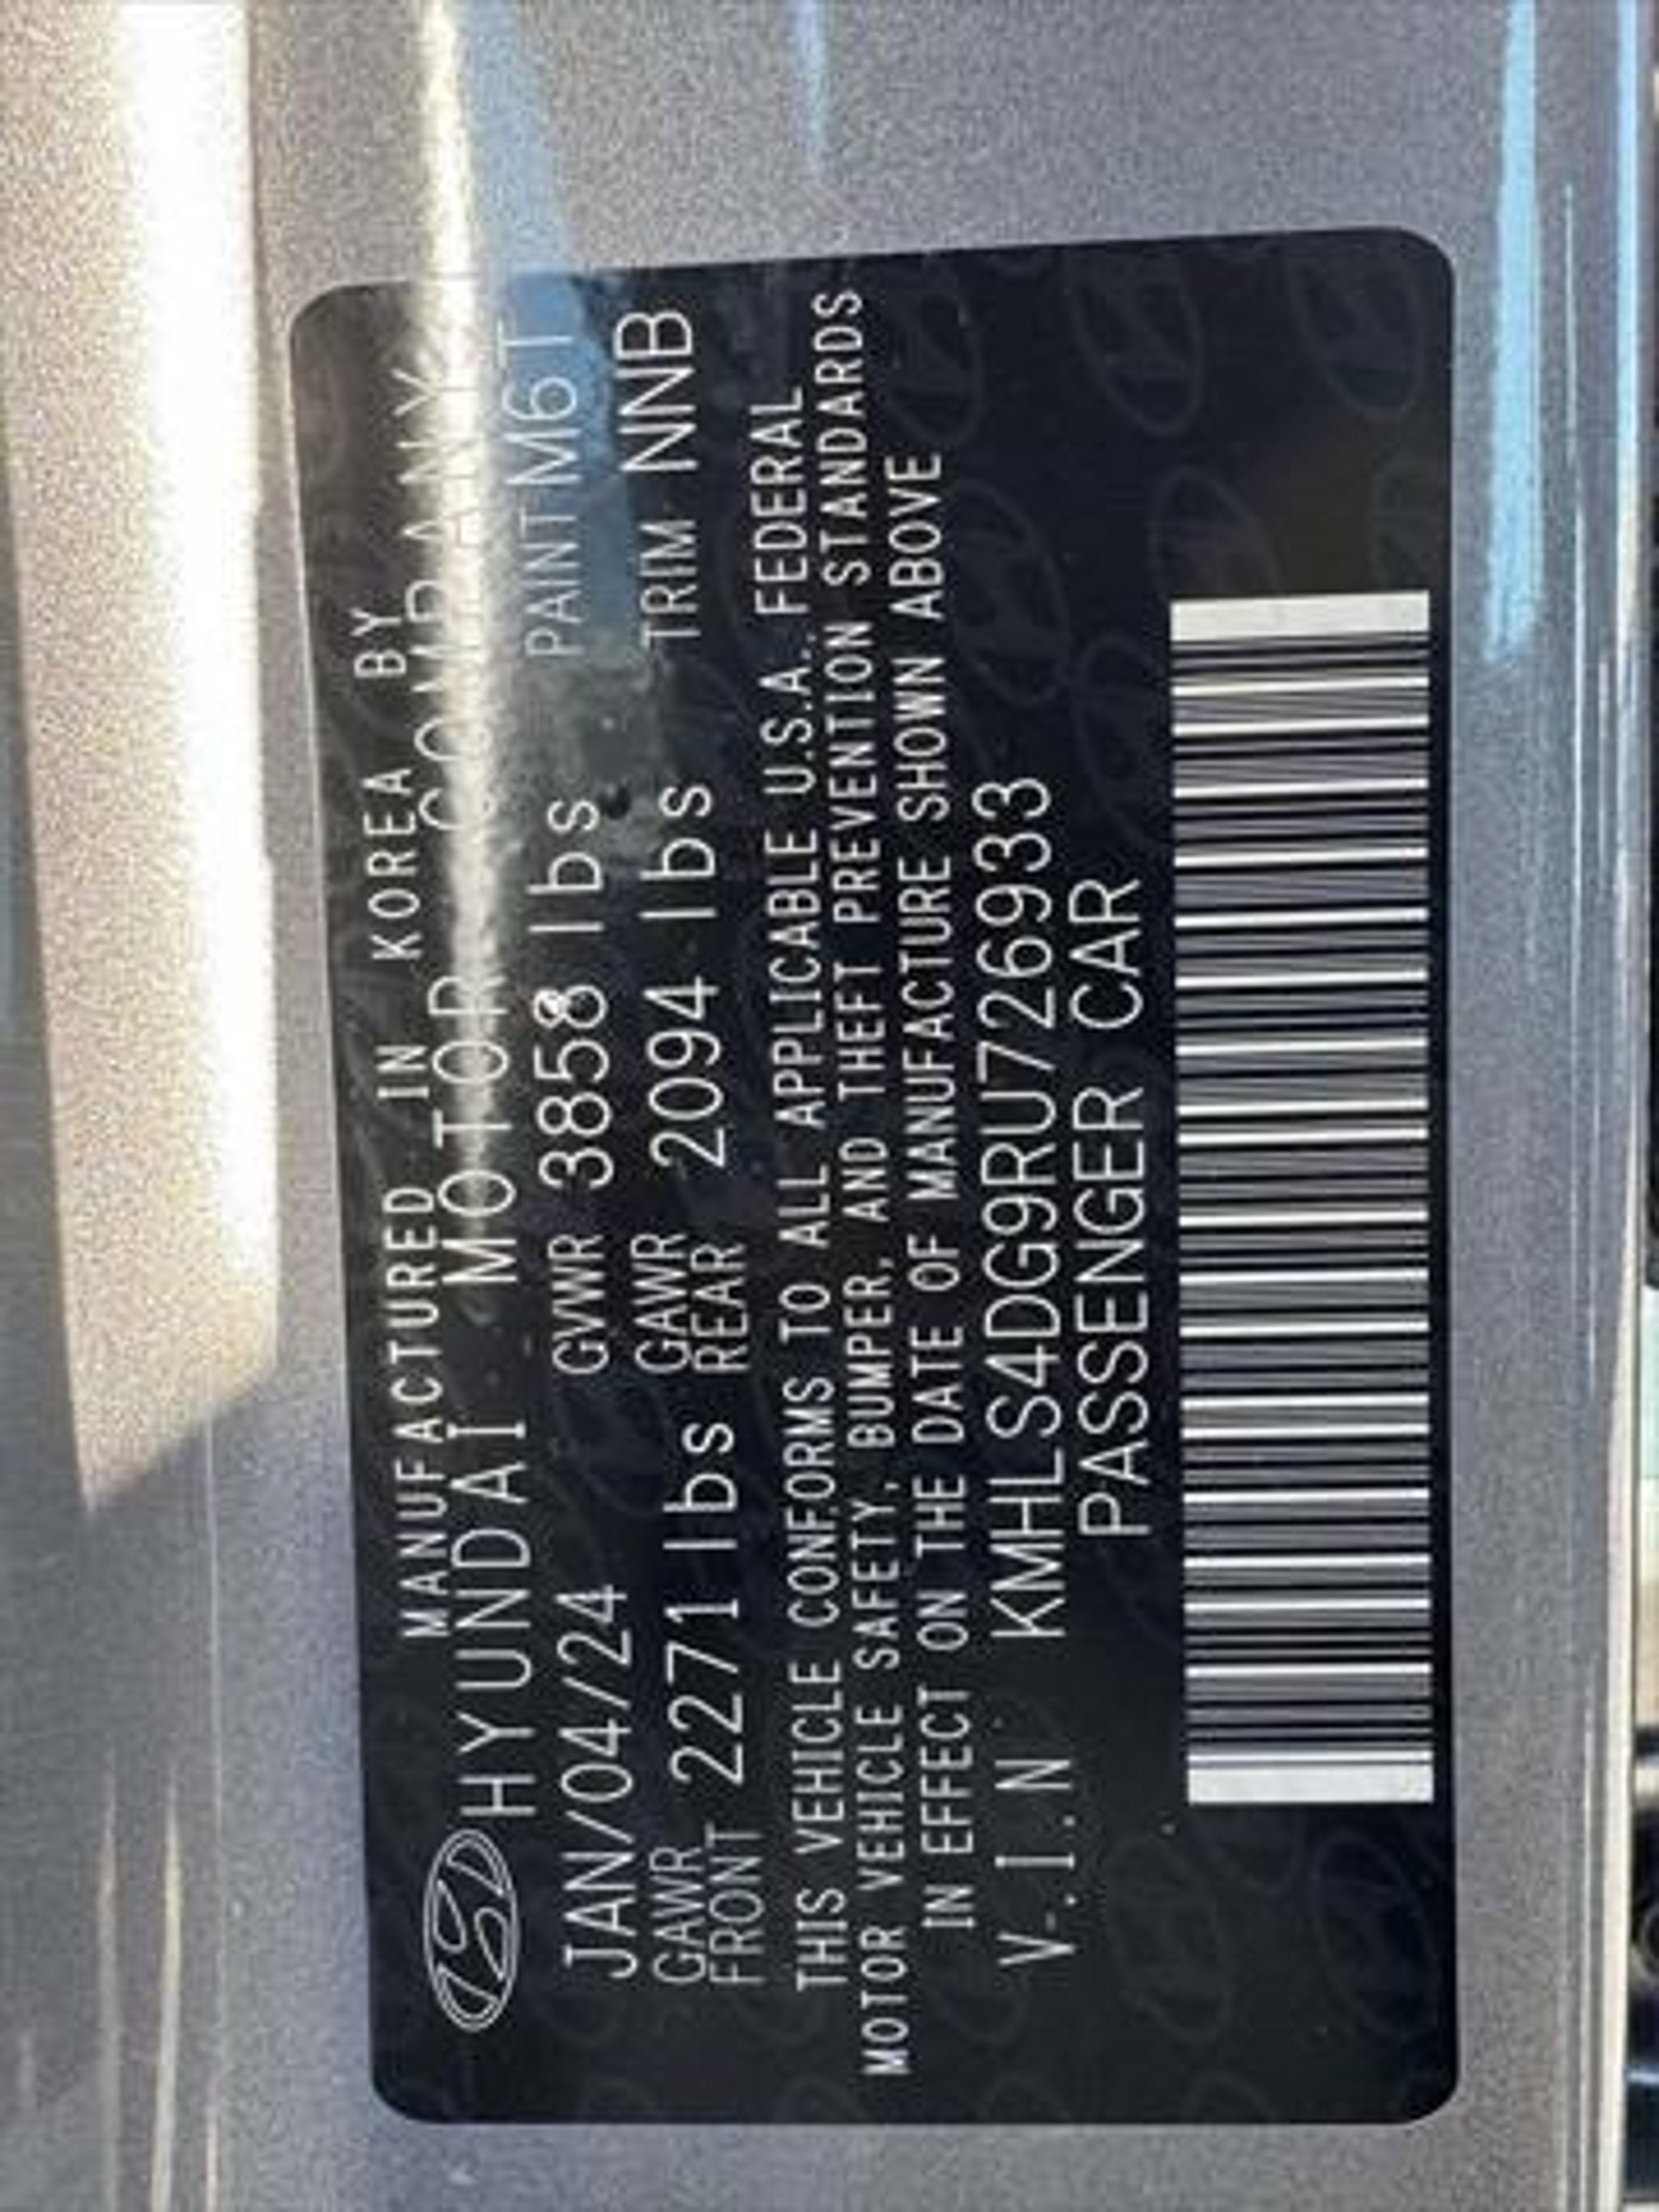 MANUFACTURED IN KOREA BY
HYUNDAI MOTOR COMPANY
JAN/04/24 GVWR 3858 lbs PAINT M6T
GAWR FRONT 2271 lbs GAWR REAR 2094 lbs TRIM NNB
THIS VEHICLE CONFORMS TO ALL APPLICABLE U.S.A. FEDERAL
MOTOR VEHICLE SAFETY, BUMPER, AND THEFT PREVENTION STANDARDS
IN EFFECT ON THE DATE OF MANUFACTURE SHOWN ABOVE
V.I.N KMHLS4DG9RU726933
PASSENGER CAR